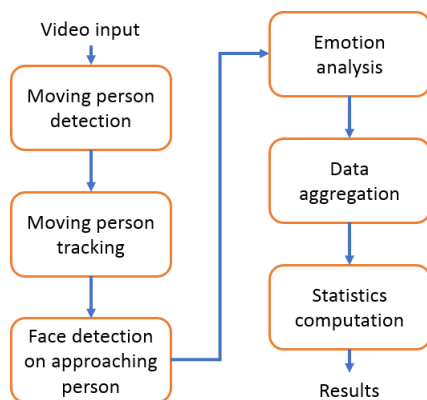 Video input
Moving person
detection
Moving person
tracking
Face detection
on approaching
person
Emotion
analysis
Data
aggregation
Statistics
computation
Results